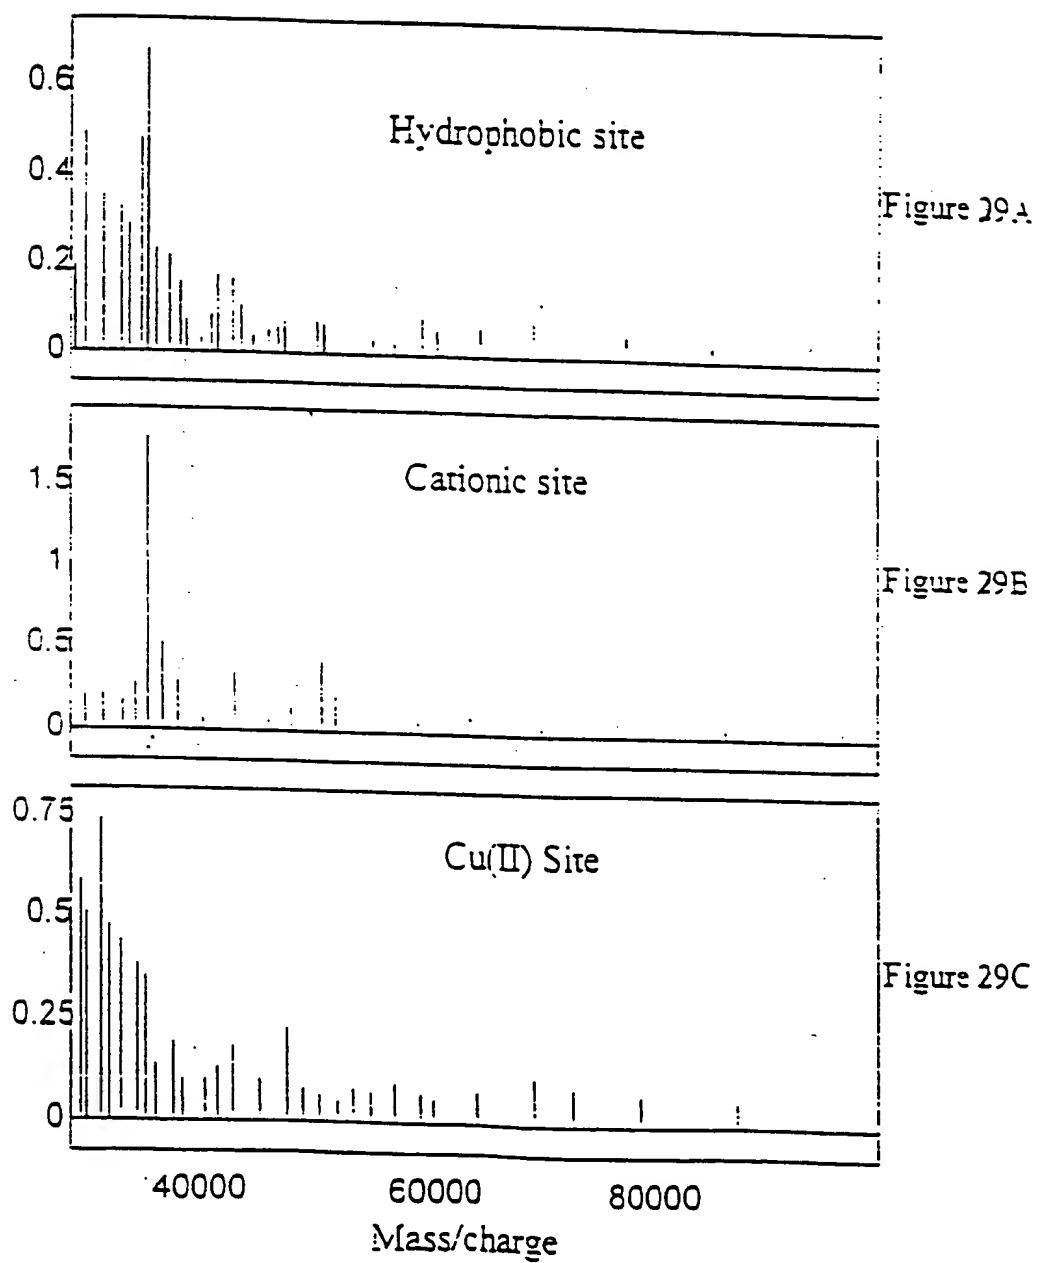 0.6
0.4
0.2
0
Hydrophobic site
Figure 29A
1.5
1
0.5
0
Cationic site
Figure 29B
0.75
0.5
0.25
0
Cu(II) Site
Figure 29C
40000 60000 80000
Mass/charge